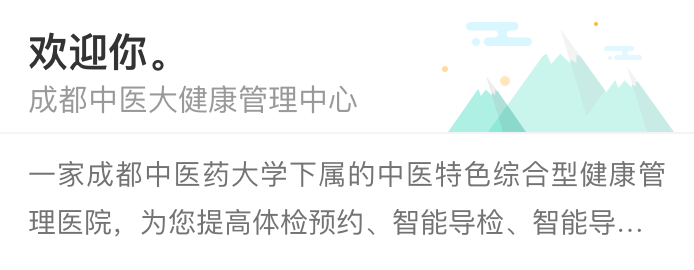 欢迎你。
成都中医大健康管理中心
一家成都中医药大学下属的中医特色综合型健康管
理医院，为您提高体检预约、智能导检、智能导...